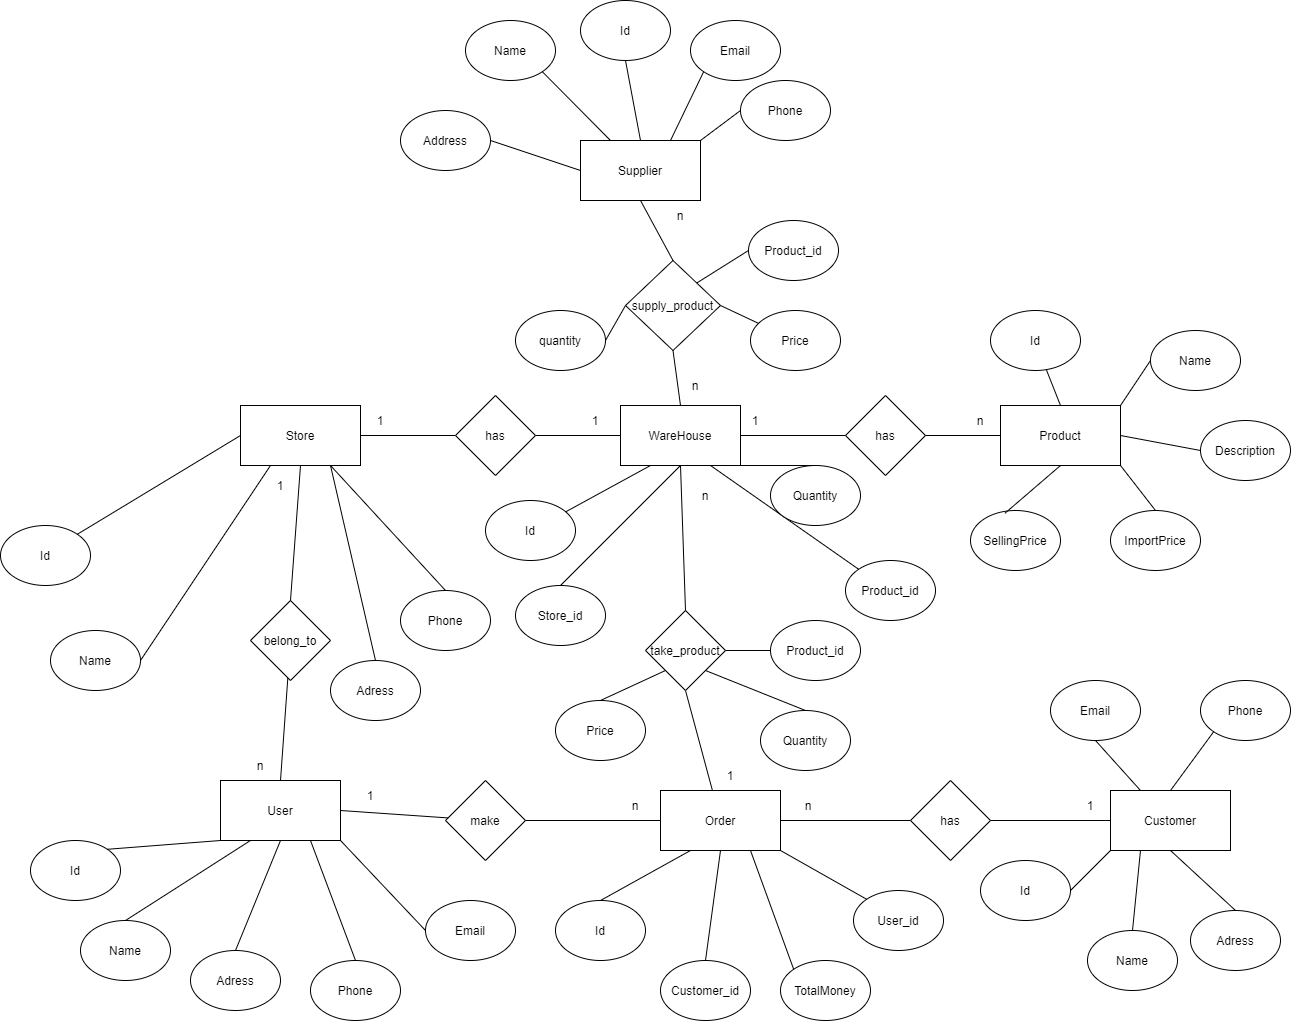 Id
Name
Email
Phone
Address
Supplier
n
Product_id
supply_product
quantity
Price
Id
Name
n
Store
1
has
1
WareHouse
1
has
n
Product
Description
1
n
Quantity
Id
SellingPrice
ImportPrice
Id
Product_id
Store_id
Phone
belong_to
take_product
Product_id
Name
Adress
Price
Quantity
Email
Phone
n
1
1
User
make
n
Order
n
has
1
Customer
Id
Id
Name
Email
Id
User_id
Adress
Name
Adress
Phone
Customer_id
TotalMoney